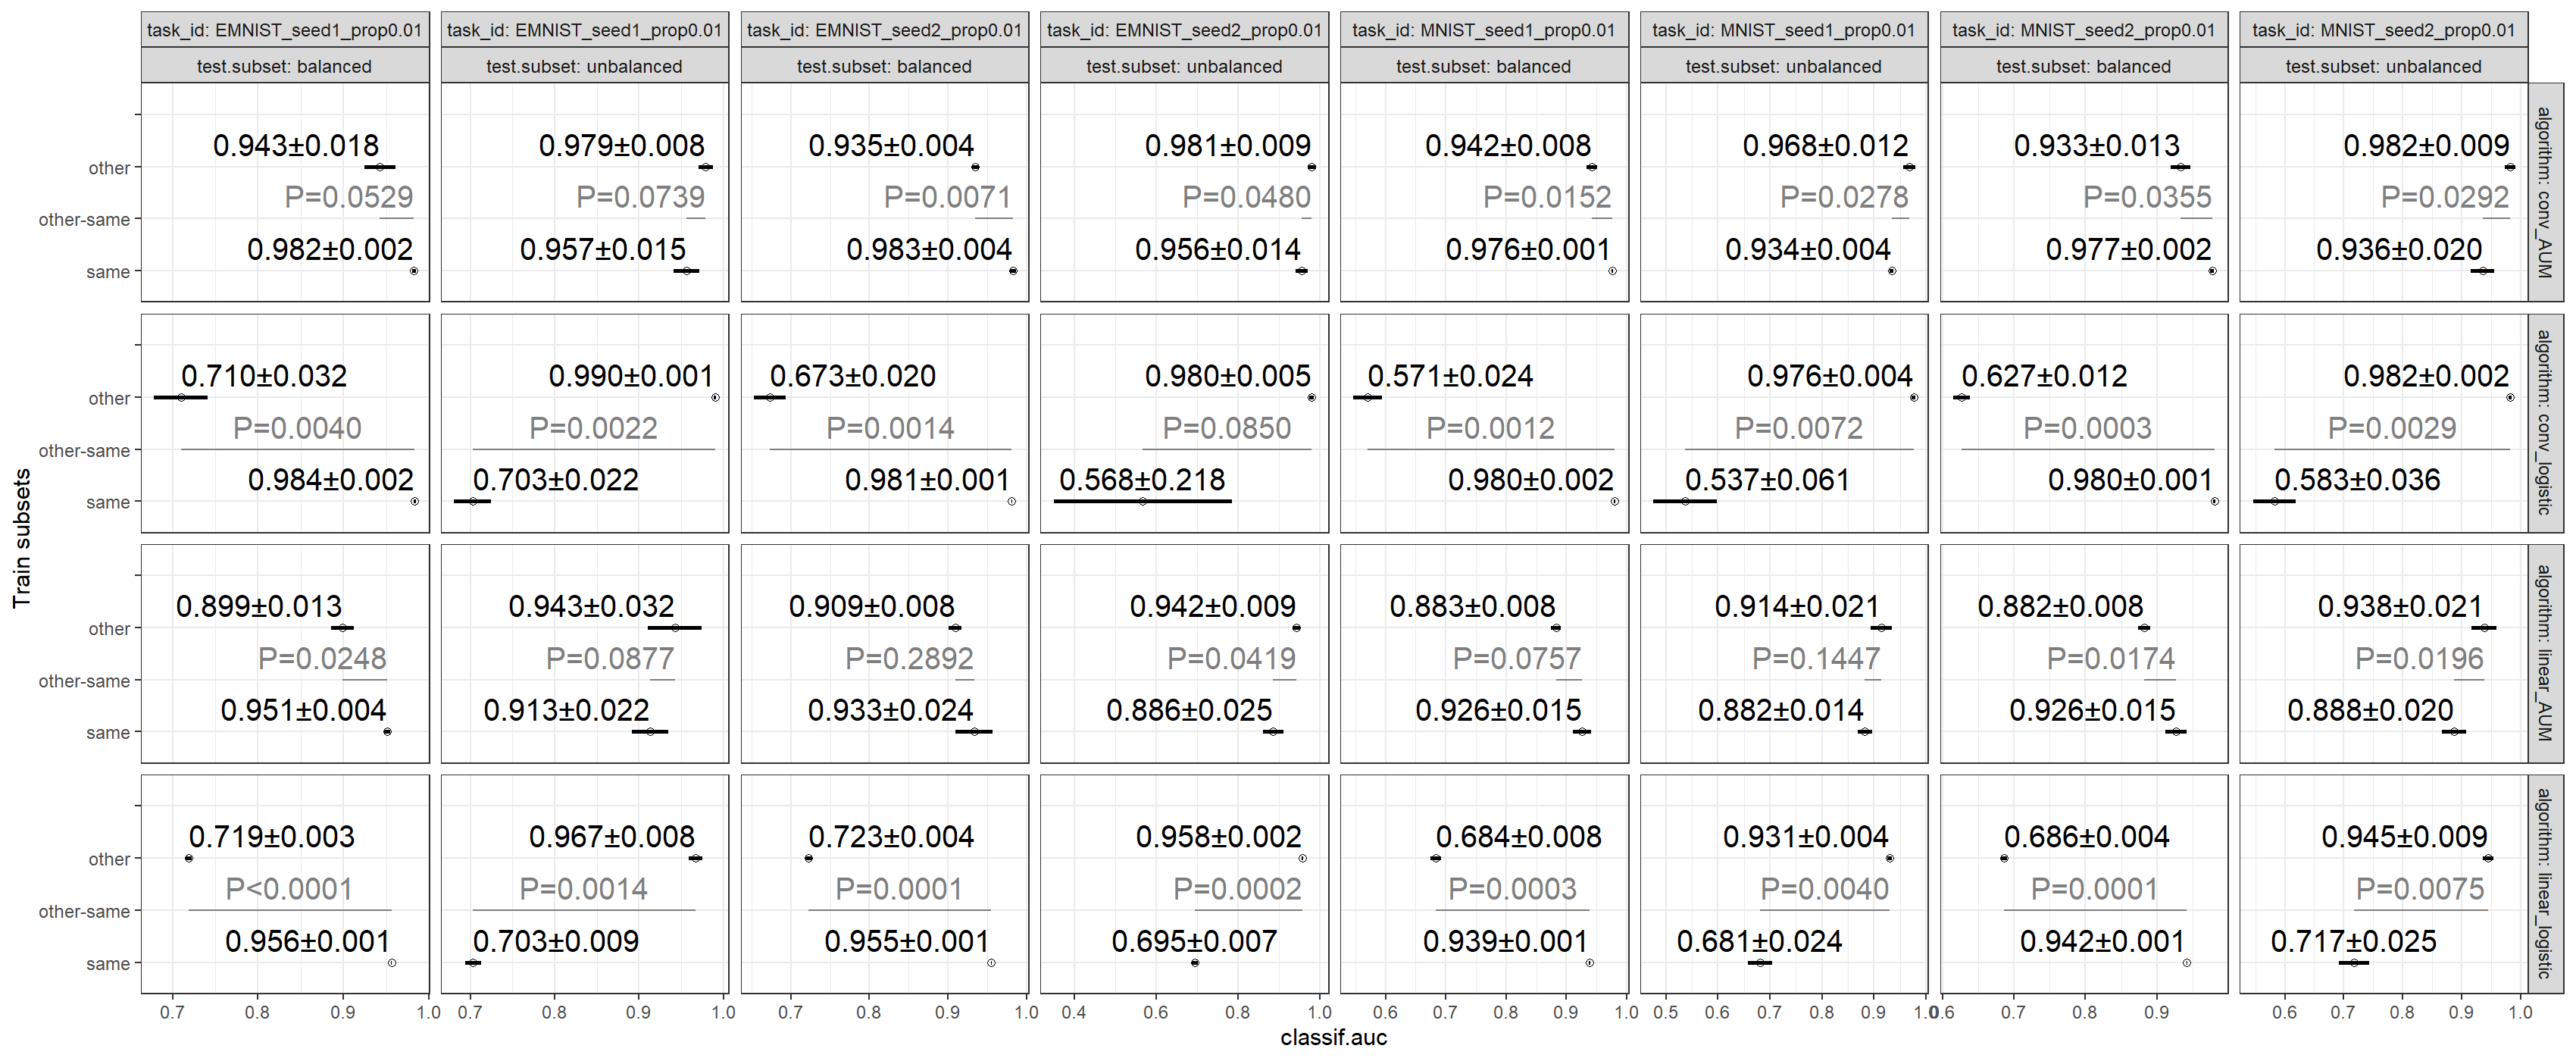 task_id: EMNIST_seed1_prop0.01 task_id: EMNIST_seed1_prop0.01 task_id: EMNIST_seed2_prop0.01 task_id: EMNIST_seed2_prop0.01 task_id: MNIST_seed1_prop0.01 task_id: MNIST_seed1_prop0.01 task_id: MNIST_seed2_prop0.01 task_id: MNIST_seed2_prop0.01
test.subset: balanced test.subset: unbalanced test.subset: balanced test.subset: unbalanced test.subset: balanced test.subset: unbalanced test.subset: balanced test.subset: unbalanced
Train subsets
algorithm: conv_AUM
0.943±0.018 0.979±0.008 0.935±0.004 0.981±0.009 0.942±0.008 0.968±0.012 0.933±0.013 0.982±0.009
other
P=0.0529 P=0.0739 P=0.0071 P=0.0480 P=0.0152 P=0.0278 P=0.0355 P=0.0292
other-same
0.982±0.002 0.957±0.015 0.983±0.004 0.956±0.014 0.976±0.001 0.934±0.004 0.977±0.002 0.936±0.020
same
algorithm: conv_logistic
0.710±0.032 0.990±0.001 0.673±0.020 0.980±0.005 0.571±0.024 0.976±0.004 0.627±0.012 0.982±0.002
other
P=0.0040 P=0.0022 P=0.0014 P=0.0850 P=0.0012 P=0.0072 P=0.0003 P=0.0029
other-same
0.984±0.002 0.703±0.022 0.981±0.001 0.568±0.218 0.980±0.002 0.537±0.061 0.980±0.001 0.583±0.036
same
algorithm: linear_AUM
0.899±0.013 0.943±0.032 0.909±0.008 0.942±0.009 0.883±0.008 0.914±0.021 0.882±0.008 0.938±0.021
other
P=0.0248 P=0.0877 P=0.2892 P=0.0419 P=0.0757 P=0.1447 P=0.0174 P=0.0196
other-same
0.951±0.004 0.913±0.022 0.933±0.024 0.886±0.025 0.926±0.015 0.882±0.014 0.926±0.015 0.888±0.020
same
algorithm: linear_logistic
0.719±0.003 0.967±0.008 0.723±0.004 0.958±0.002 0.684±0.008 0.931±0.004 0.686±0.004 0.945±0.009
other
P<0.0001 P=0.0014 P=0.0001 P=0.0002 P=0.0003 P=0.0040 P=0.0001 P=0.0075
other-same
0.956±0.001 0.703±0.009 0.955±0.001 0.695±0.007 0.939±0.001 0.681±0.024 0.942±0.001 0.717±0.025
same
0.7 0.8 0.9 1.0 0.7 0.8 0.9 1.0 0.7 0.8 0.9 1.0 0.4 0.6 0.8 1.0 0.6 0.7 0.8 0.9 1.0 0.5 0.6 0.7 0.8 0.9 1.0 0.6 0.7 0.8 0.9 0.6 0.7 0.8 0.9 1.0
classif.auc